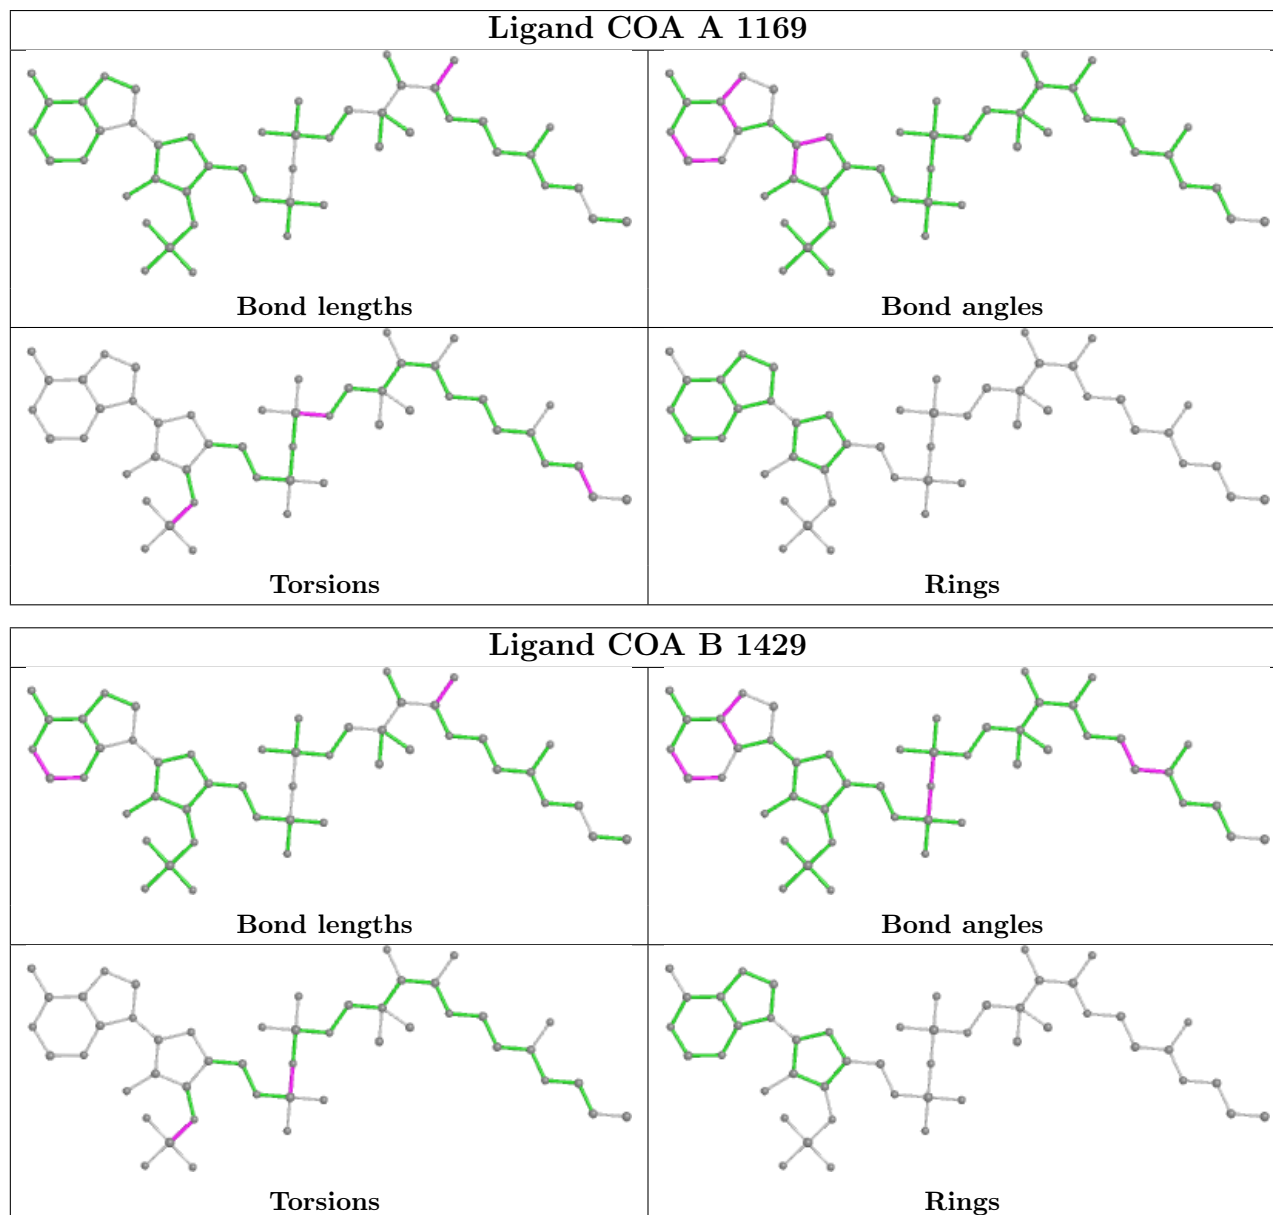 Ligand COA A 1169
Bond lengths
Bond angles
Torsions
Rings
Ligand COA B 1429
Bond lengths
Bond angles
Torsions
Rings